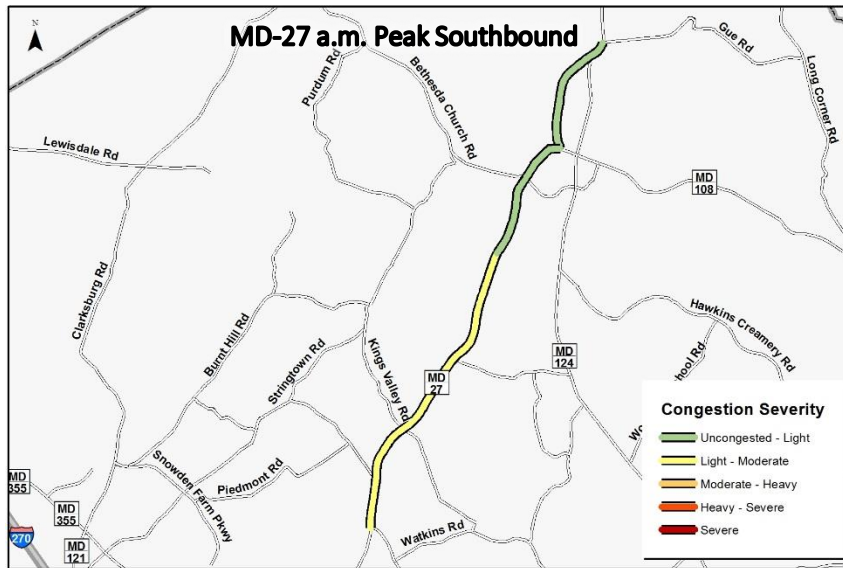 N
MD-27 a.m. Peak Southbound
Gue Rd
Long Corner Rd
Purdum Rd
Bethesda Church Rd
Lewisdale Rd
MD
108
Clarksburg Rd
Burnt Hill Rd
Stringtown Rd
Kings Valley Rd
MD
27
MD
124
Hawkins Creamery Rd
Rd
Snowden Farm Pkwy
Piedmont Rd
Watkins Rd
MD
355
MD
355
270
MD
121
Congestion Severity
Uncongested - Light
Light - Moderate
Moderate - Heavy
Heavy - Severe
Severe